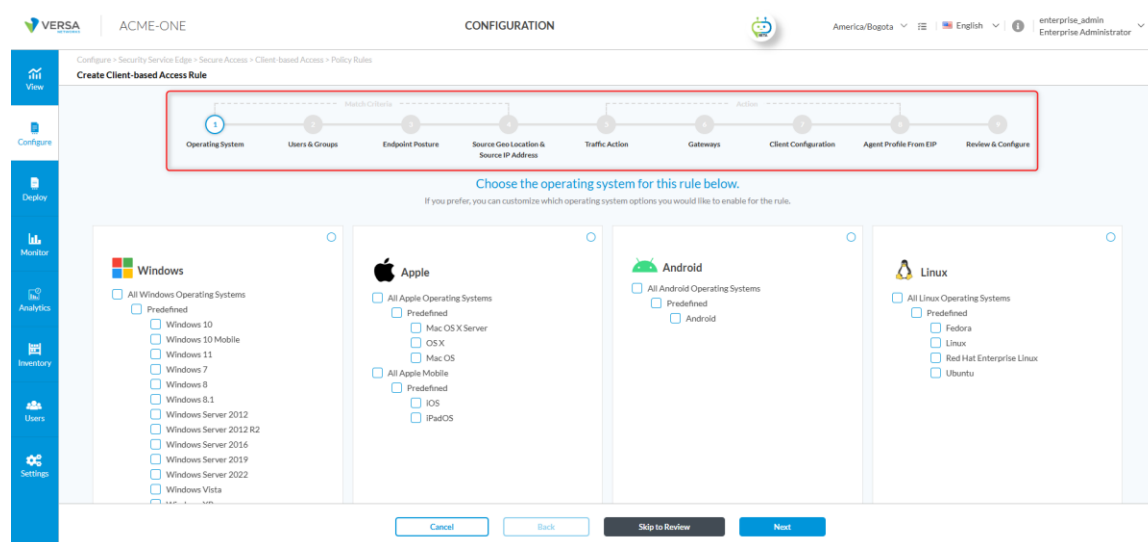 VERSA
ACME-ONE
CONFIGURATION
America/Bogota
English
enterprise_admin
Enterprise Administrator
View
Configure
Deploy
Monitor
Analytics
Inventory
Users
Settings
Configure > Security Service Edge > Secure Access > Client-based Access > Policy Rules
Create Client-based Access Rule
Match Criteria
Action
1
Operating System
2
Users & Groups
3
Endpoint Posture
4
Source Geo Location &
Source IP Address
5
Traffic Action
6
Gateways
7
Client Configuration
8
Agent Profile From EIP
9
Review & Configure
Choose the operating system for this rule below.
If you prefer, you can customize which operating system options you would like to enable for the rule.
Windows
All Windows Operating Systems
Predefined
Windows 10
Windows 10 Mobile
Windows 11
Windows 7
Windows 8
Windows 8.1
Windows Server 2012
Windows Server 2012 R2
Windows Server 2016
Windows Server 2019
Windows Server 2022
Windows Vista
Apple
All Apple Operating Systems
Predefined
Mac OS X Server
OS X
Mac OS
All Apple Mobile
Predefined
iOS
iPadOS
Android
All Android Operating Systems
Predefined
Android
Linux
All Linux Operating Systems
Predefined
Fedora
Linux
Red Hat Enterprise Linux
Ubuntu
Cancel
Back
Skip to Review
Next